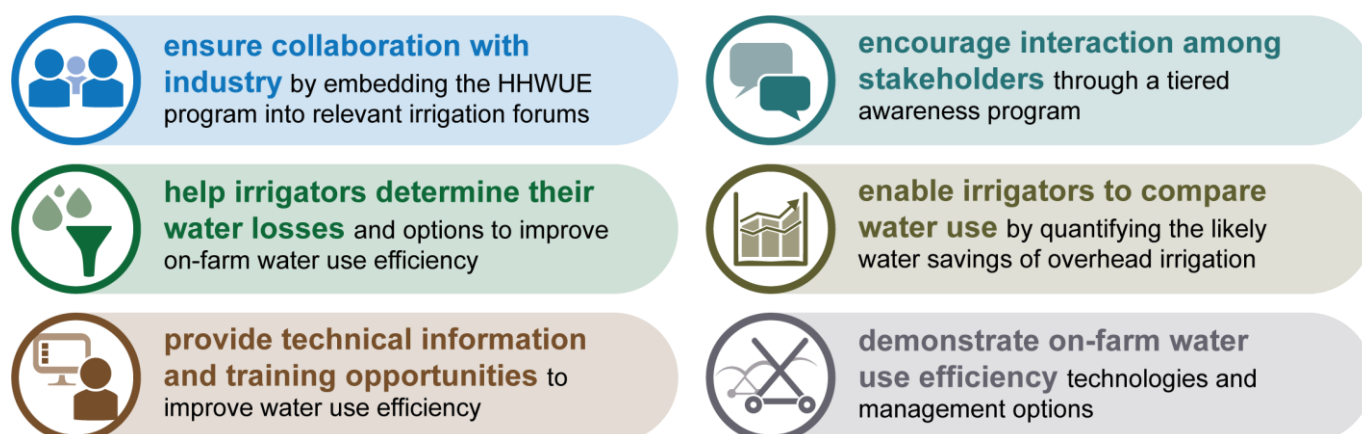 ensure collaboration with
industry by embedding the HHWUE
program into relevant irrigation forums
encourage interaction among
stakeholders through a tiered
awareness program
help irrigators determine their
water losses and options to improve
on-farm water use efficiency
enable irrigators to compare
water use by quantifying the likely
water savings of overhead irrigation
provide technical information
and training opportunities to
improve water use efficiency
demonstrate on-farm water
use efficiency technologies and
management options